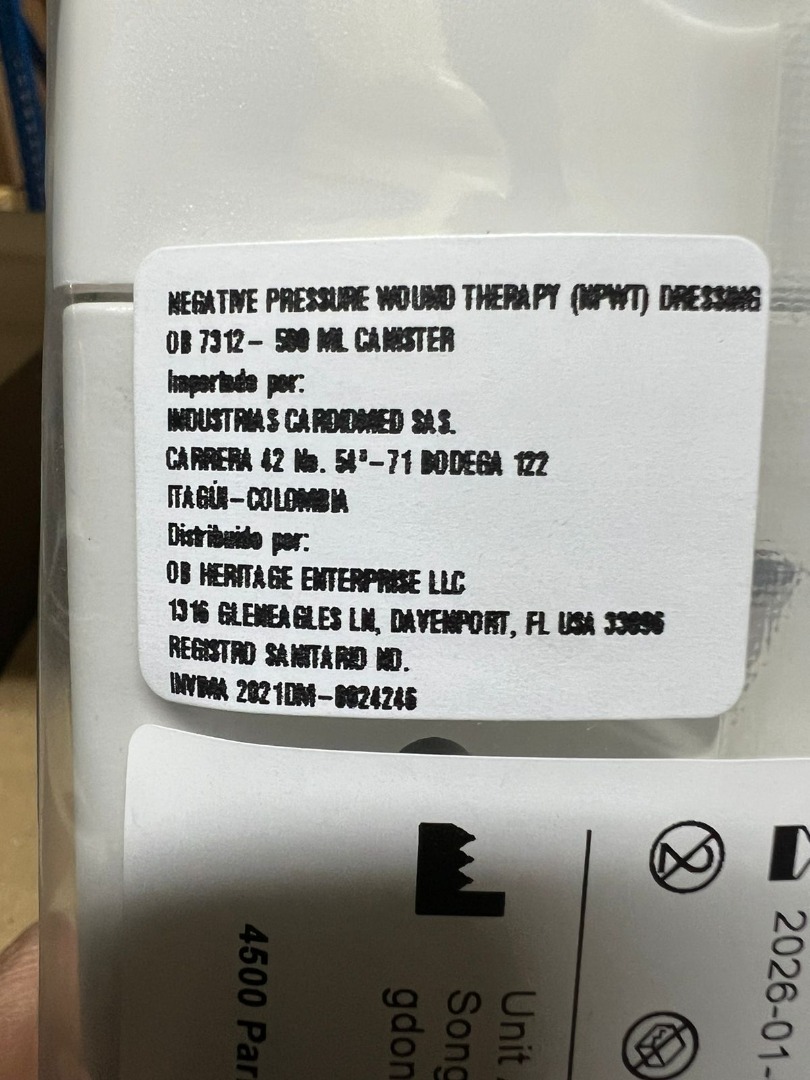 NEGATIVE PRESSURE WOUND THERAPY (NPWT) DRESSING
OB 7312- 500 ML CANISTER
Importado por:
INDUSTRIAS CARDIOMED SAS.
CARRERA 42 No. 54ª-71 BODEGA 122
ITAGÜI-COLOMBIA
Distribuido por:
OB HERITAGE ENTERPRISE LLC
1316 GLENEAGLES LN, DAVENPORT, FL USA
REGISTRO SANITARIO NO.
INVIMA 2021DM-0024246
2026-01-
Unit
Song
gdon
4500 Par